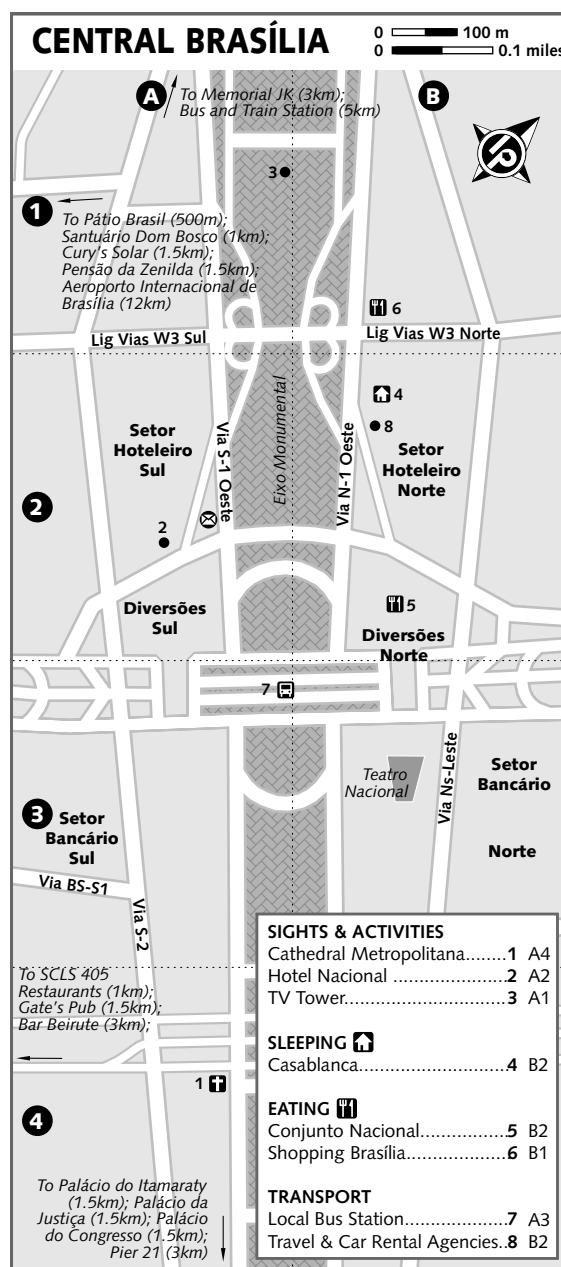 CENTRAL BRASÍLIA
0 100 m
0 0.1 miles
A
B
To Memorial JK (3km);
Bus and Train Station (5km)
3
1
To Pátio Brasil (500m);
Santuário Dom Bosco (1km);
Cury's Solar (1.5km);
Pensão da Zenilda (1.5km);
Aeroporto Internacional de
Brasília (12km)
6
Lig Vias W3 Sul
Lig Vias W3 Norte
4
8
Setor
Hoteleiro
Sul
Via S-1 Oeste
Eixo Monumental
Via N-1 Oeste
Setor
Hoteleiro
Norte
2
2
5
Diversões
Sul
Diversões
Norte
7
Teatro
Nacional
Via Ns-Leste
Setor
Bancário
Norte
3
Setor
Bancário
Sul
Via BS-S1
Via S-2
To SCLS 405
Restaurants (1km);
Gate's Pub (1.5km);
Bar Beirute (3km);
1
4
To Palácio do Itamaraty
(1.5km); Palácio da
Justiça (1.5km); Palácio
do Congresso (1.5km);
Pier 21 (3km)
SIGHTS & ACTIVITIES
Cathedral Metropolitana........1 A4
Hotel Nacional ......................2 A2
TV Tower...............................3 A1
SLEEPING
Casablanca............................4 B2
EATING
Conjunto Nacional.................5 B2
Shopping Brasília...................6 B1
TRANSPORT
Local Bus Station...................7 A3
Travel & Car Rental Agencies..8 B2